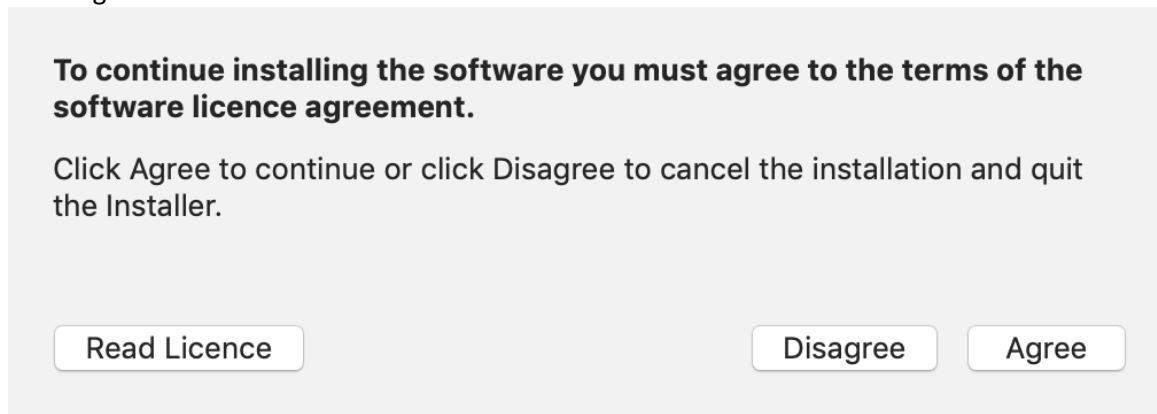 To continue installing the software you must agree to the terms of the
software licence agreement.
Click Agree to continue or click Disagree to cancel the installation and quit
the Installer.
Read Licence
Disagree
Agree